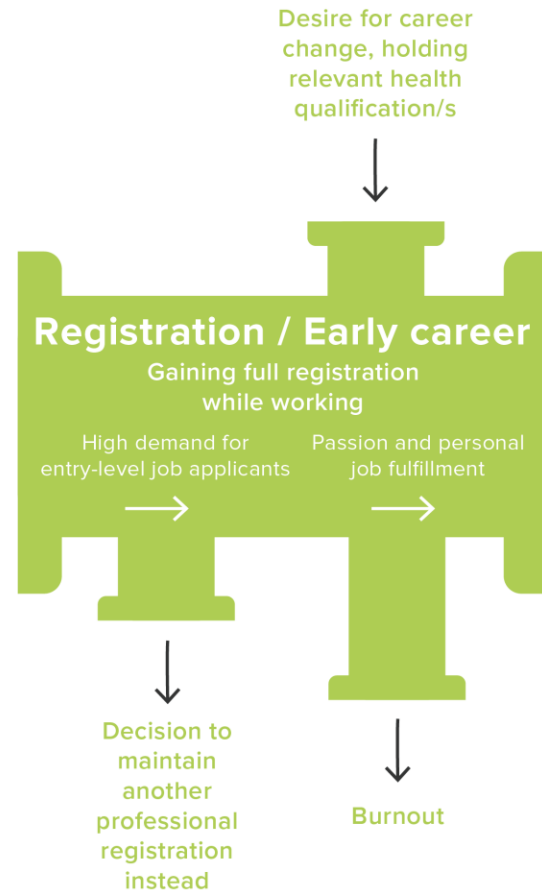 Desire for career
change, holding
relevant health
qualification/s
Registration / Early career
Gaining full registration
while working
High demand for
entry-level job applicants
Passion and personal
job fulfillment
Decision to
maintain
another
professional
registration
instead
Burnout